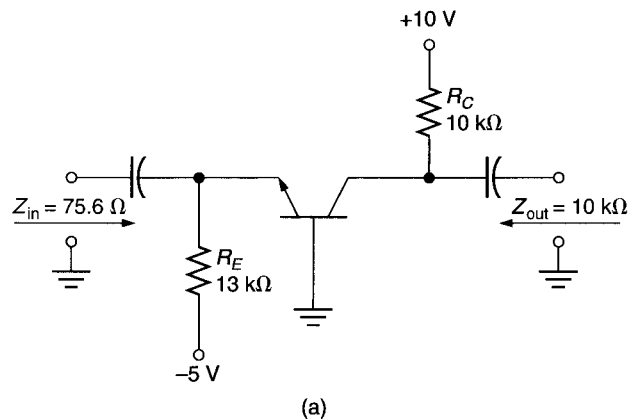 +10 V
R_C
10 kΩ
Z_in = 75.6 Ω
Z_out = 10 kΩ
R_E
13 kΩ
−5 V
(a)